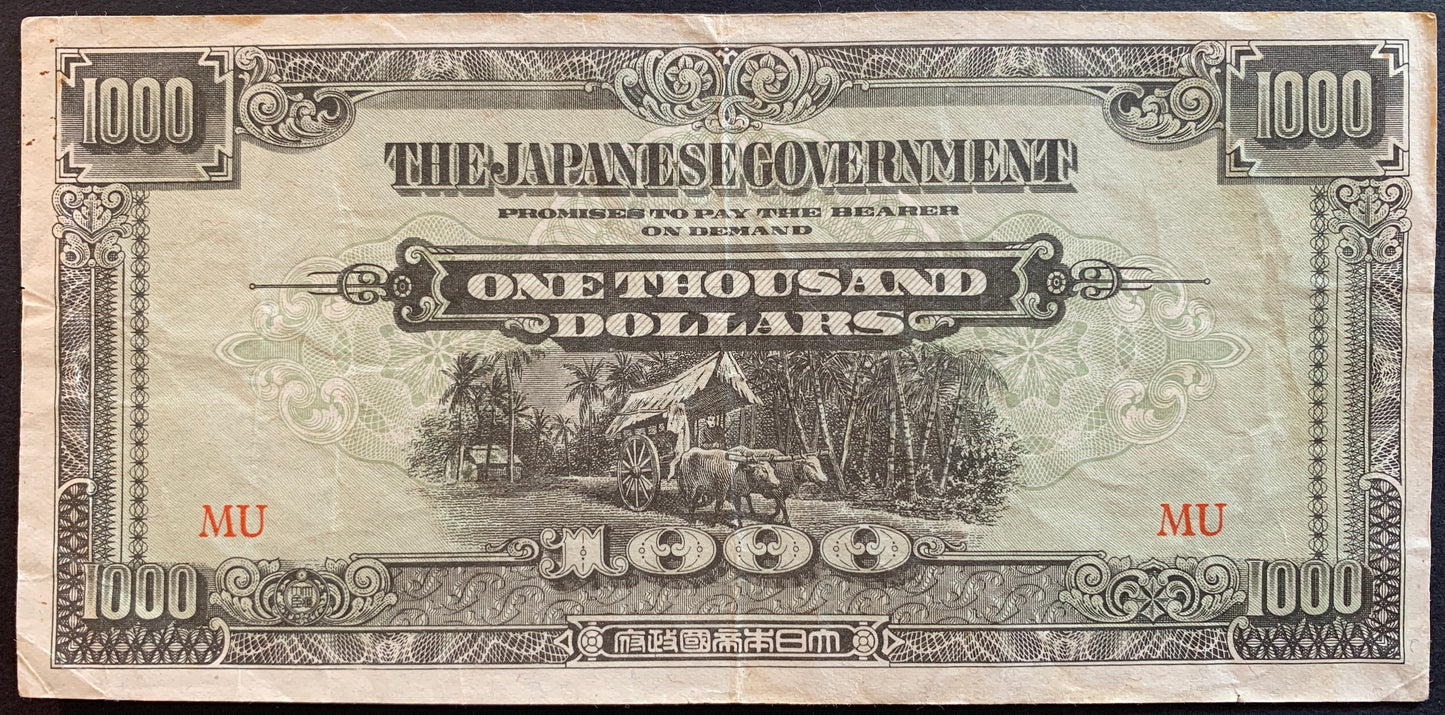 1000 1000
THE JAPANESE GOVERNMENT
PROMISES TO PAY THE BEARER
ON DEMAND
ONE THOUSAND
DOLLARS
MU MU
1000
1000 1000
府政國帝本日大